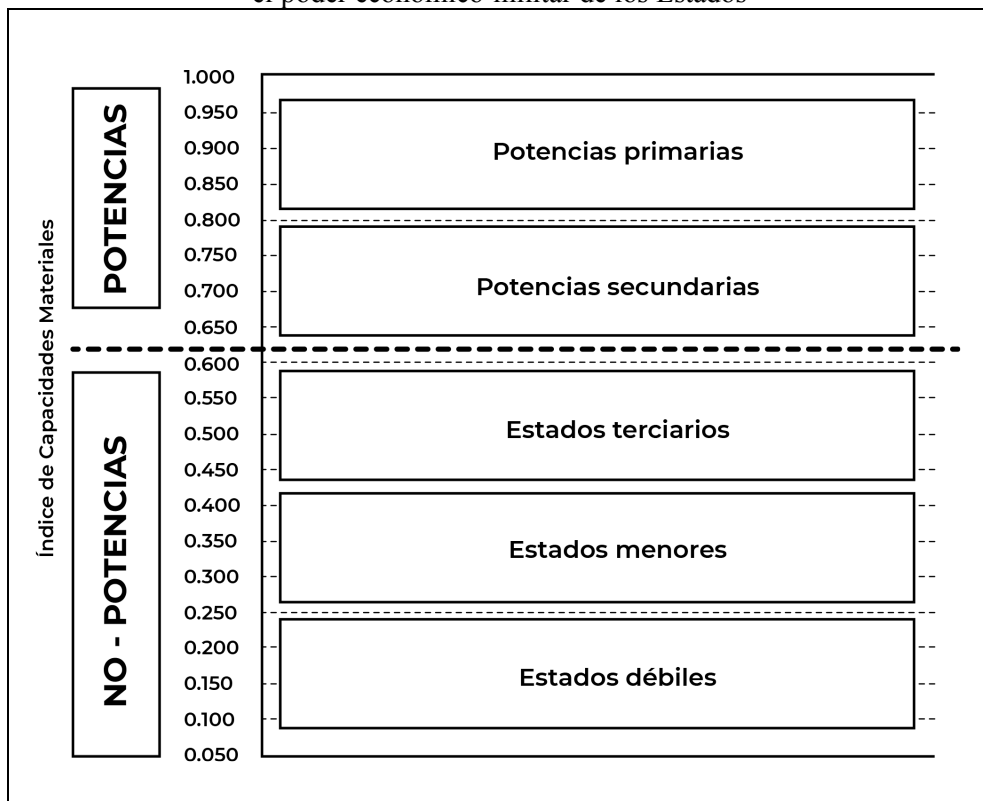 el poder económico-militar de los Estados
Índice de Capacidades Materiales
POTENCIAS
NO - POTENCIAS
1.000
0.950
0.900
0.850
0.800
0.750
0.700
0.650
0.600
0.550
0.500
0.450
0.400
0.350
0.300
0.250
0.200
0.150
0.100
0.050
Potencias primarias
Potencias secundarias
Estados terciarios
Estados menores
Estados débiles